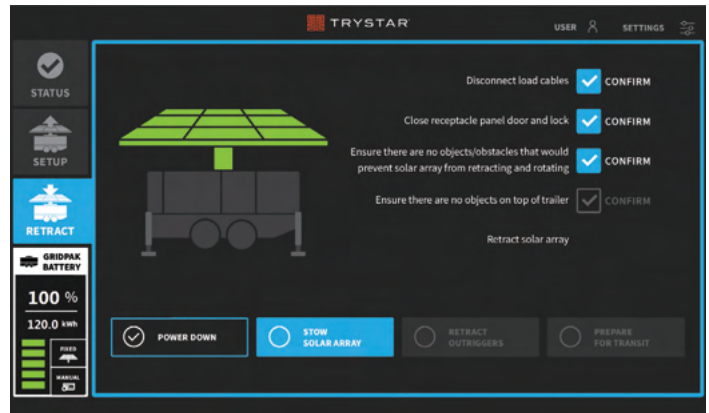 TRYSTAR
USER
SETTINGS
STATUS
SETUP
RETRACT
GRIDPAK
BATTERY
100 %
120.0 kWh
FIXED
MANUAL
Disconnect load cables
CONFIRM
Close receptacle panel door and lock
CONFIRM
Ensure there are no objects/obstacles that would
prevent solar array from retracting and rotating
CONFIRM
Ensure there are no objects on top of trailer
CONFIRM
Retract solar array
POWER DOWN
STOW
SOLAR ARRAY
RETRACT
OUTRIGGERS
PREPARE
FOR TRANSIT